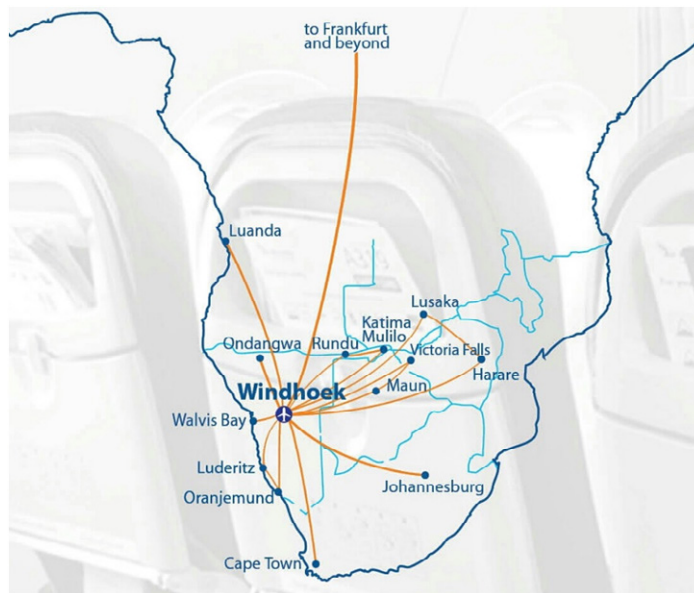 to Frankfurt
and beyond
Luanda
Lusaka
Katima
Mulilo
Ondangwa
Rundu
Victoria Falls
Harare
Maun
Windhoek
Walvis Bay
Luderitz
Johannesburg
Oranjemund
Cape Town